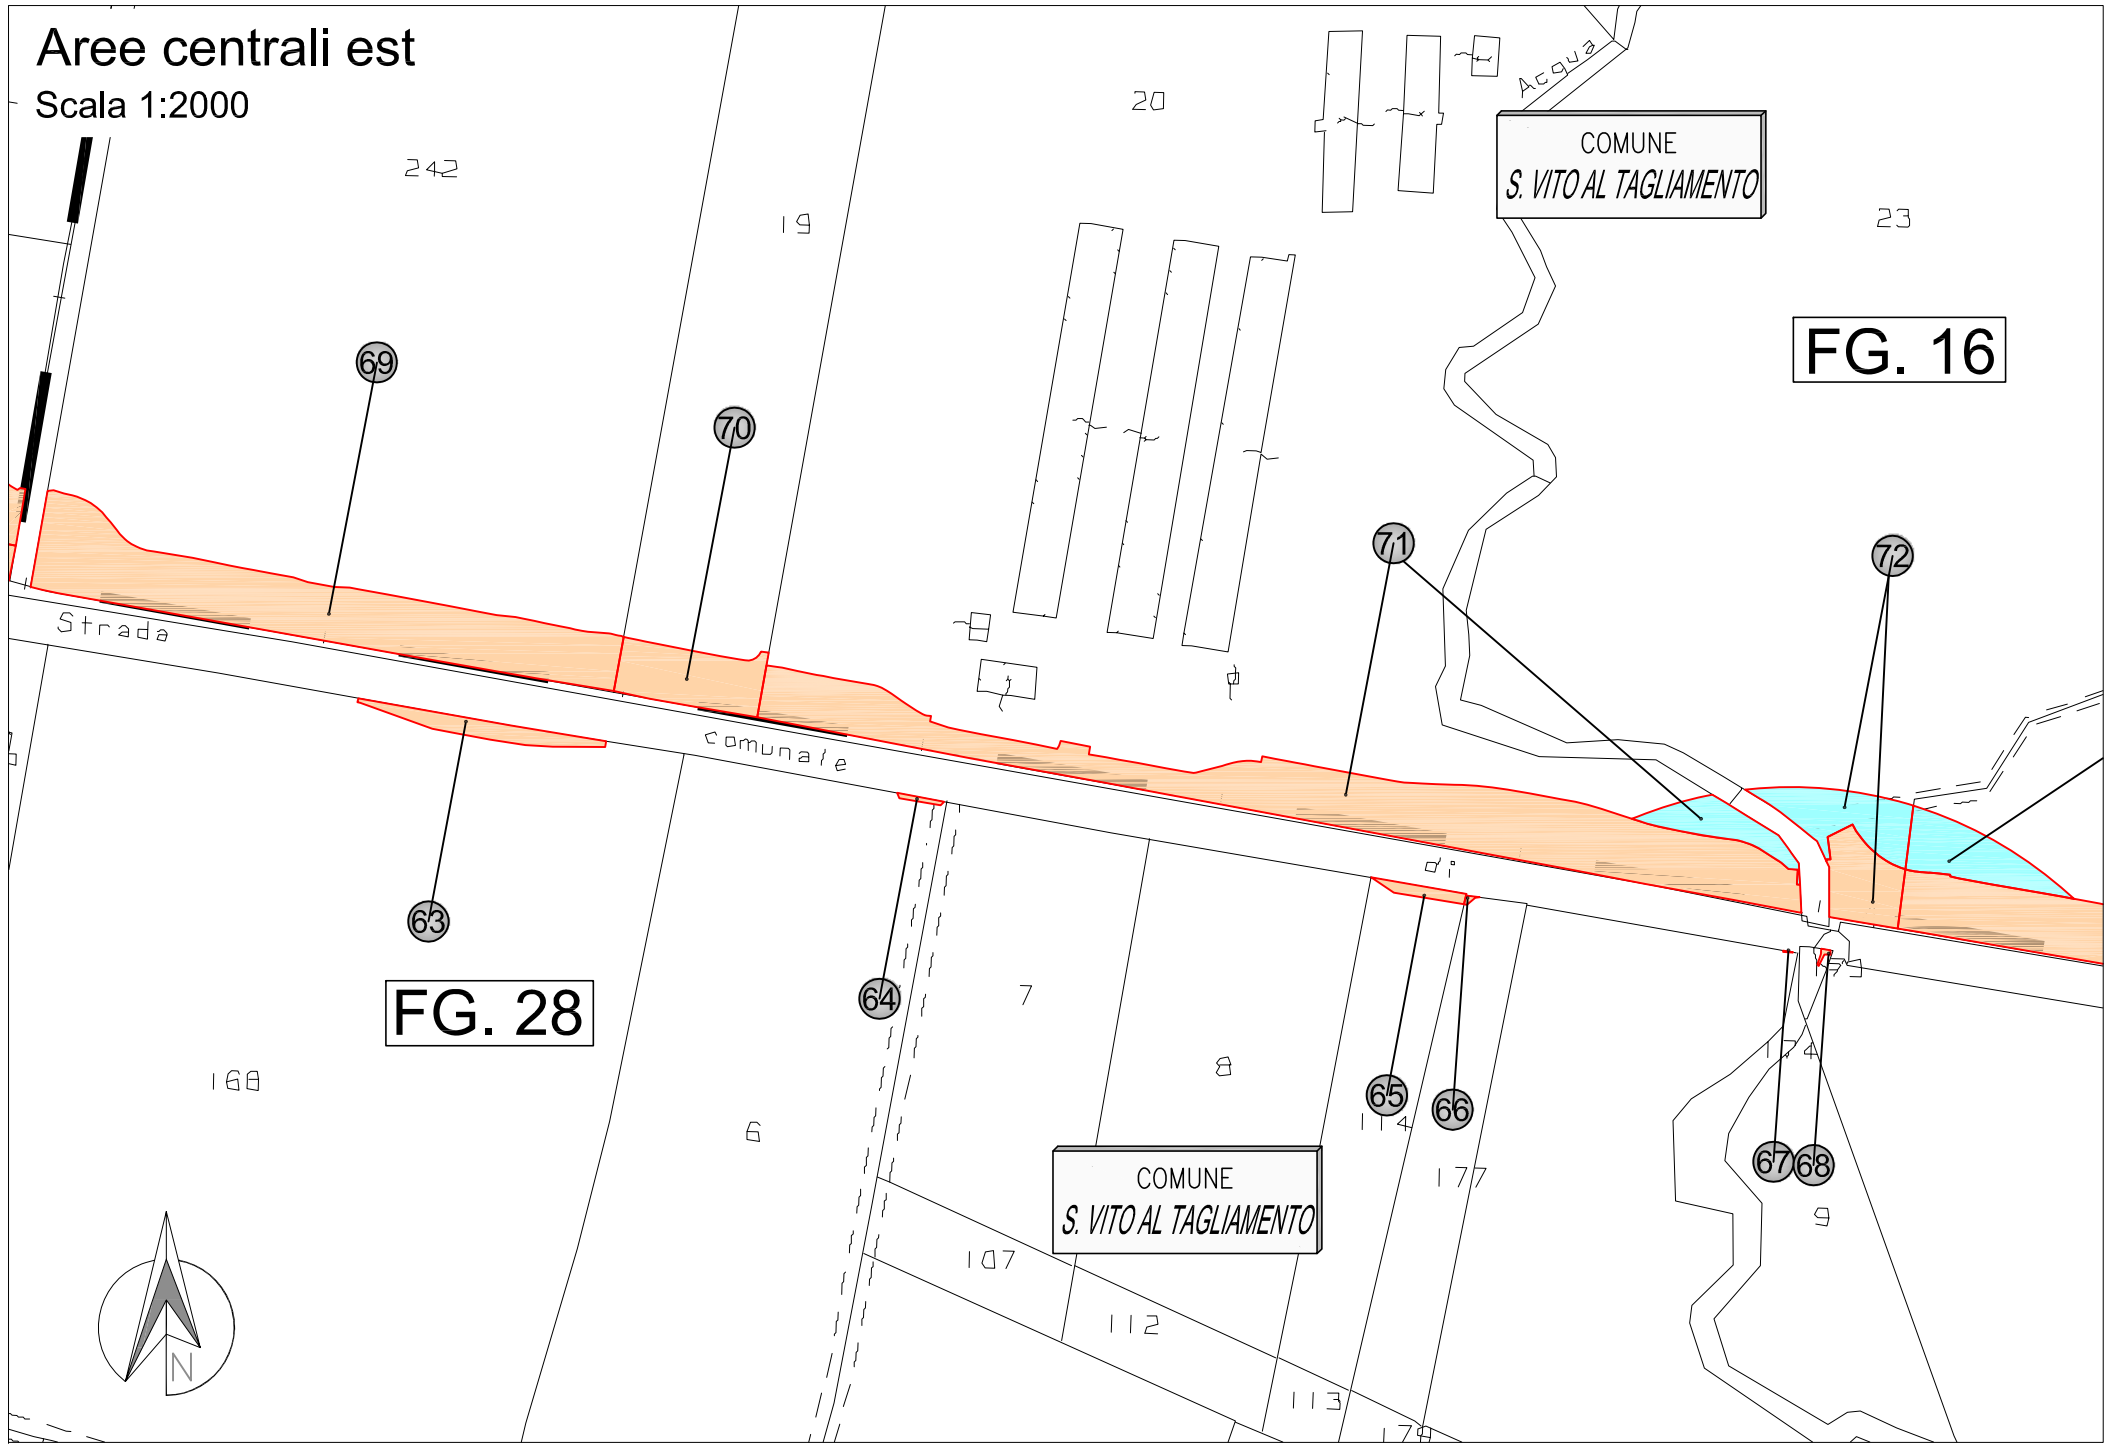 Aree centrali est
Scala 1:2000
242
19
20
Acqua
COMUNE
S. VITO AL TAGLIAMENTO
23
FG. 16
69
70
71
72
Strada
comunale
di
63
64
65
66
67
68
FG. 28
168
6
7
8
114
177
174
9
COMUNE
S. VITO AL TAGLIAMENTO
107
112
113
N